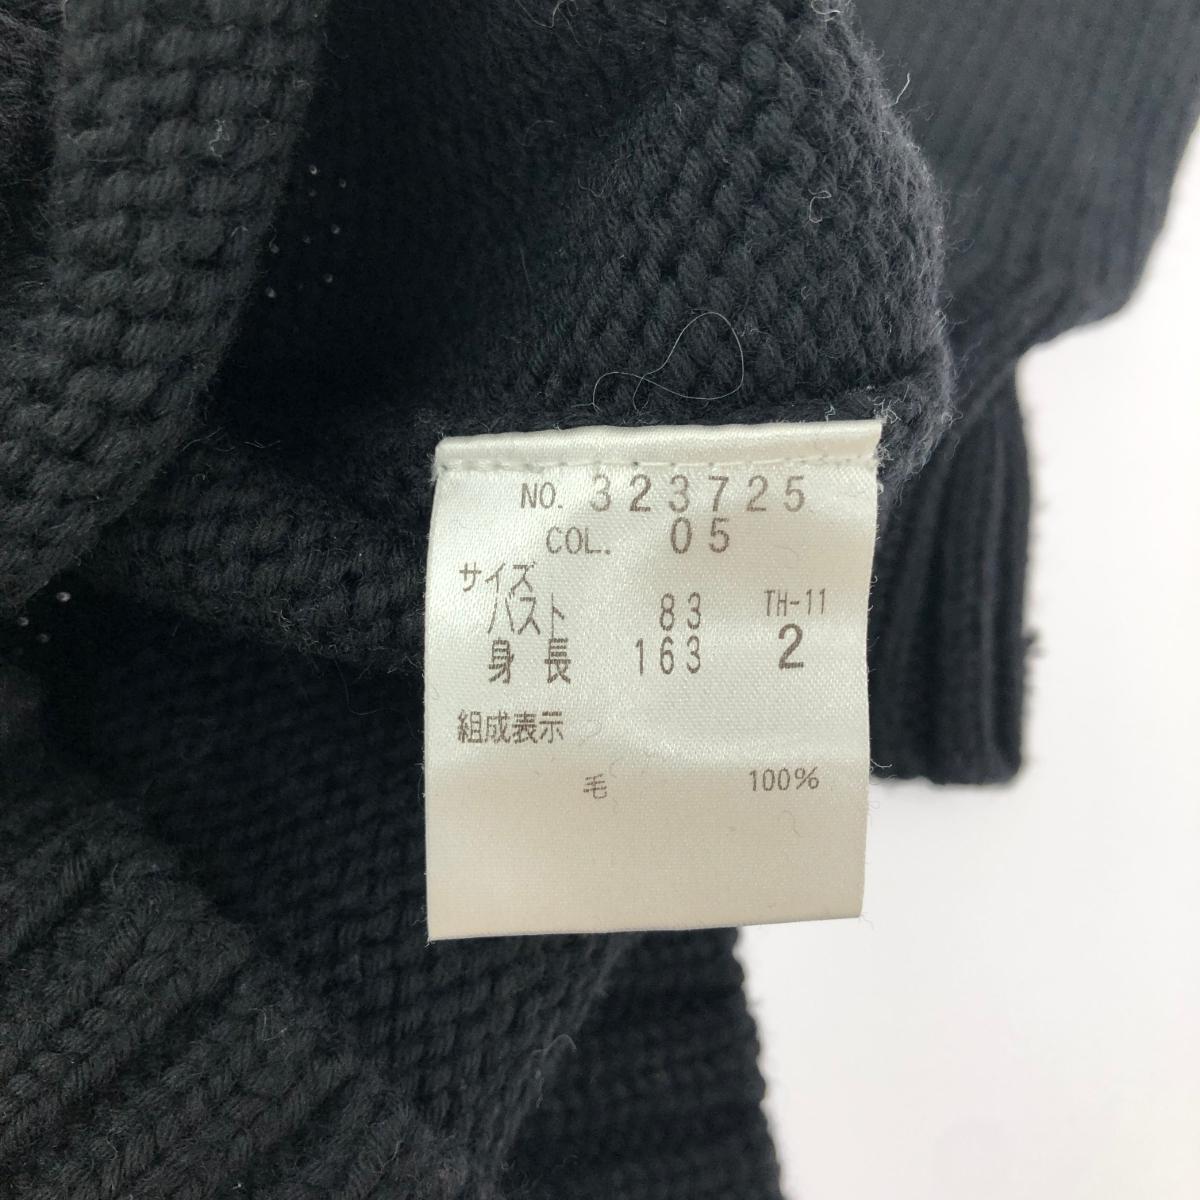 NO. 323725
COL. 05
サイズ
バスト 83 TH-11
身長 163 2
組成表示
毛 100%